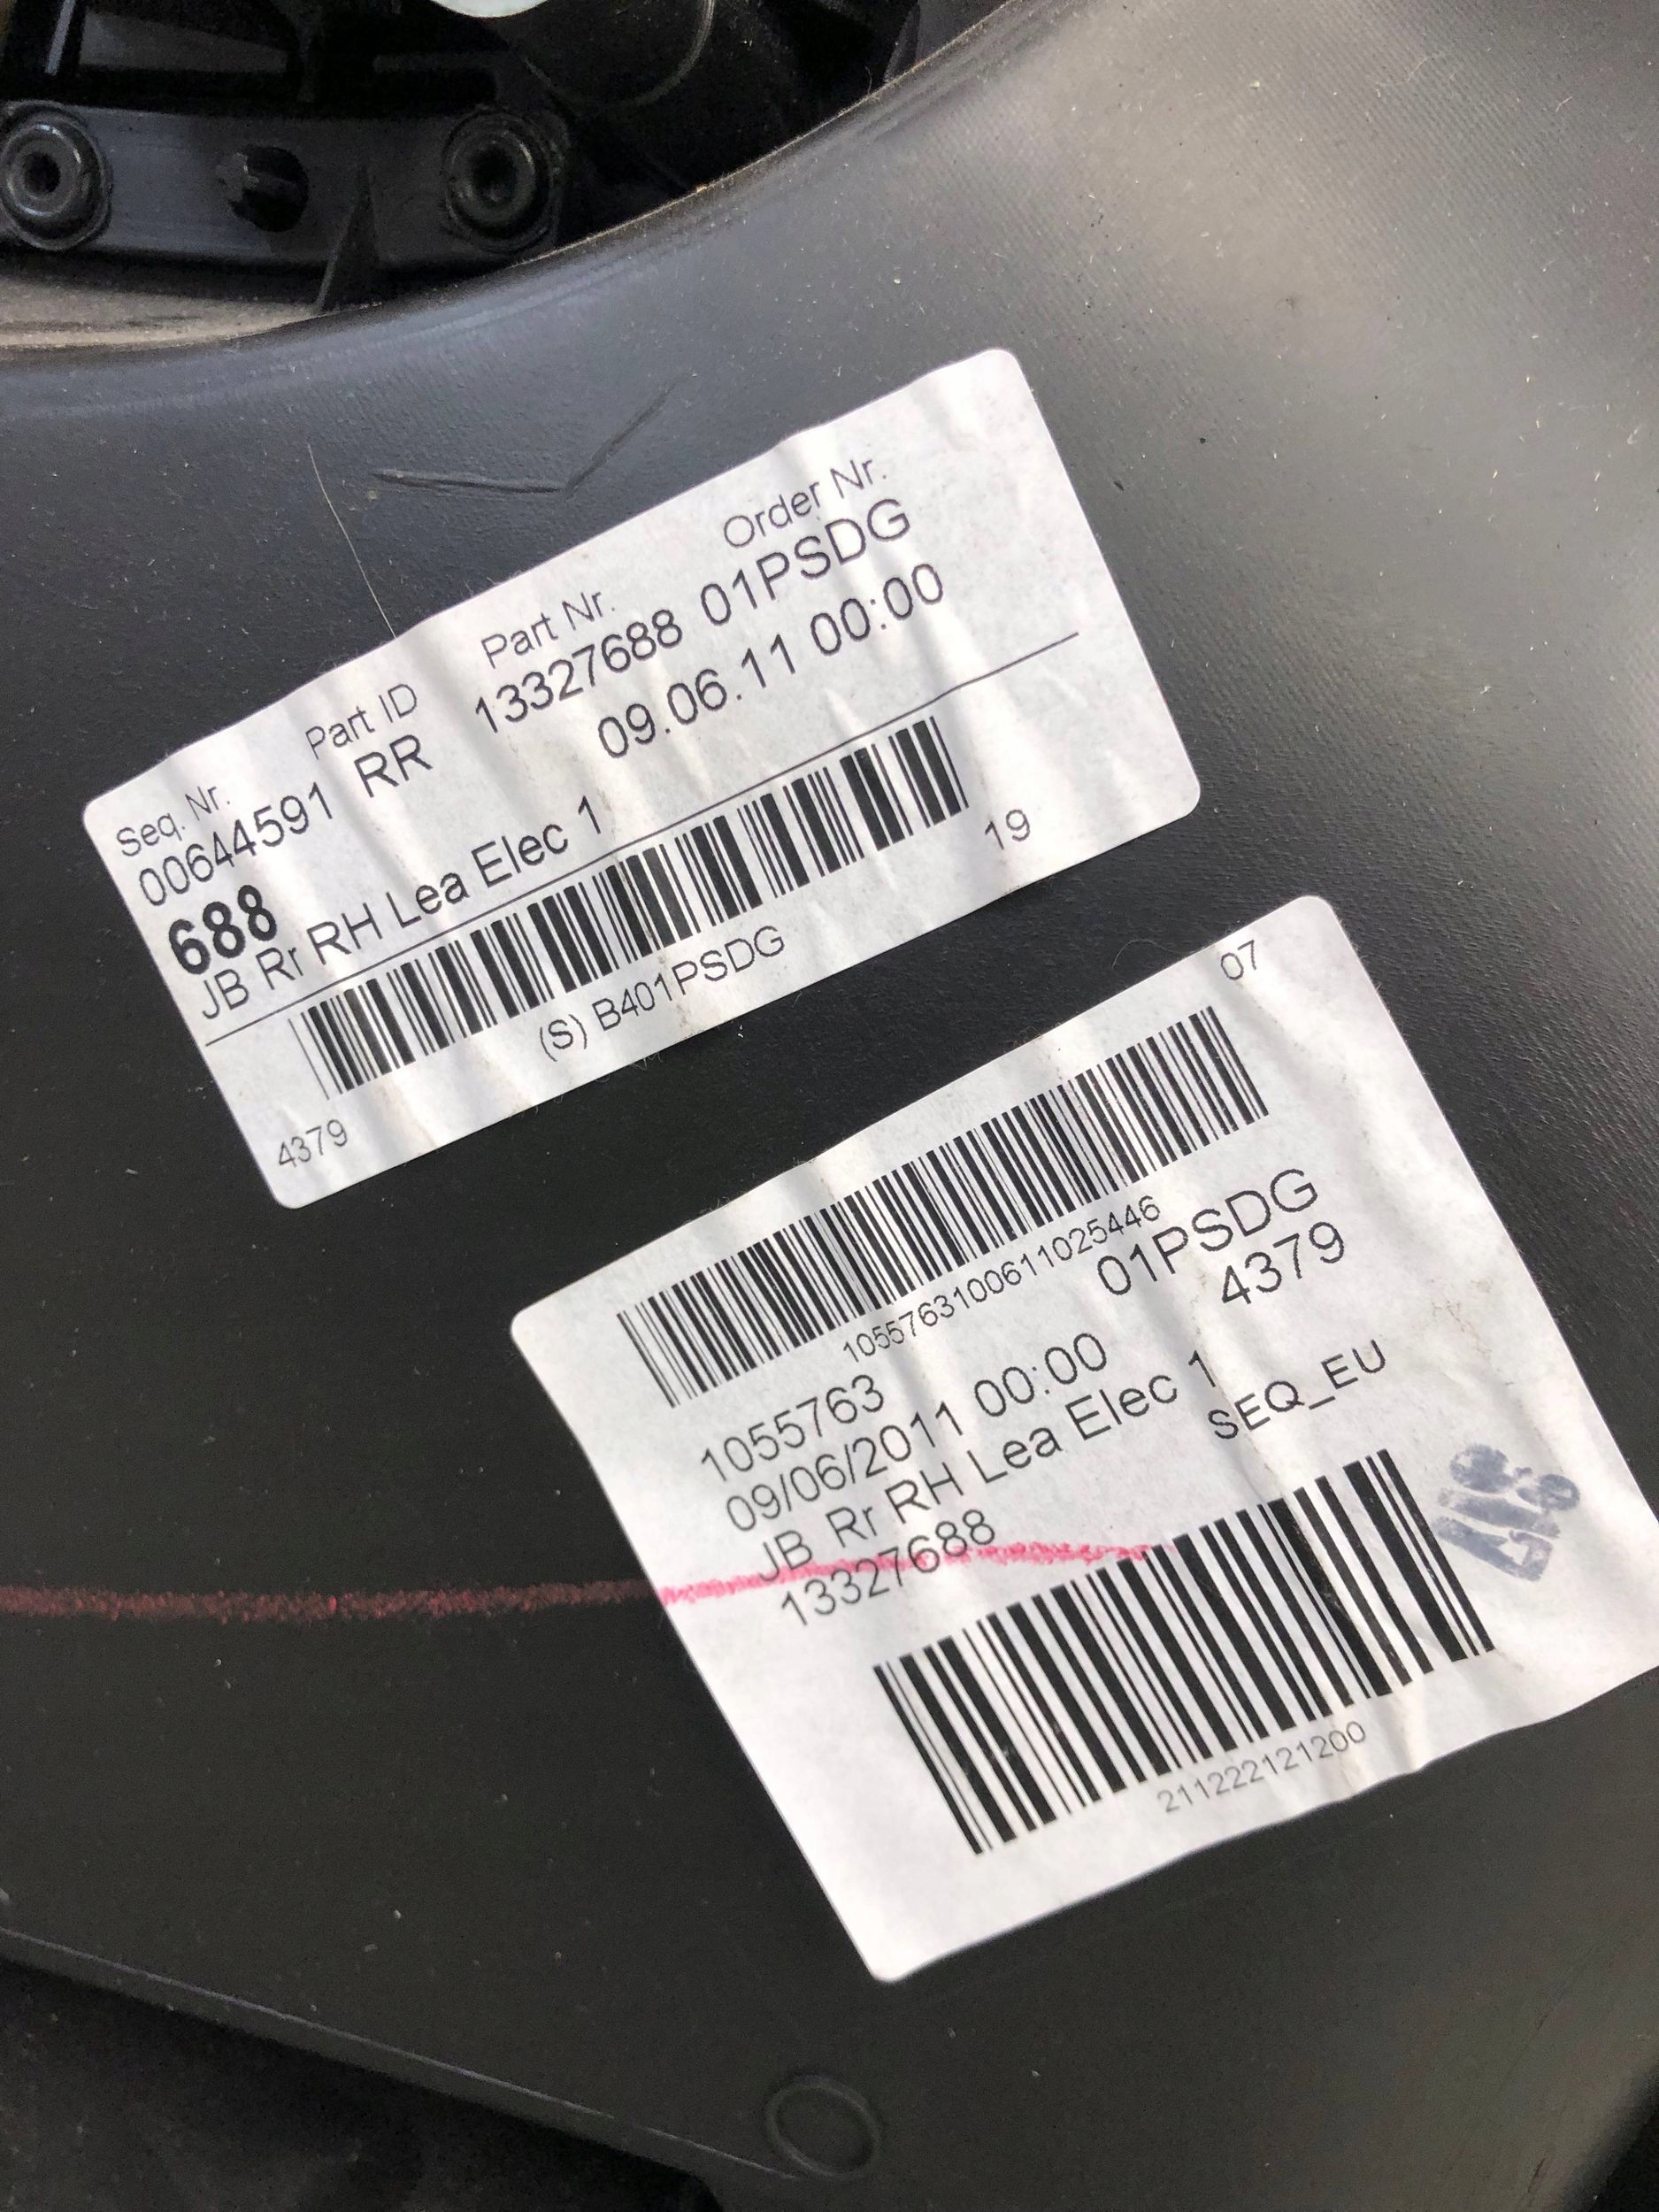 Seq. Nr. Part ID Part Nr. Order Nr.
00644591 RR 13327688 01PSDG
688 09.06.11 00:00
JB Rr RH Lea Elec 1
4379 (S) B401PSDG 19
07
1055763100611025446
1055763 01PSDG
09/06/2011 00:00 4379
JB Rr RH Lea Elec 1
13327688 SEQ_EU
211222121200